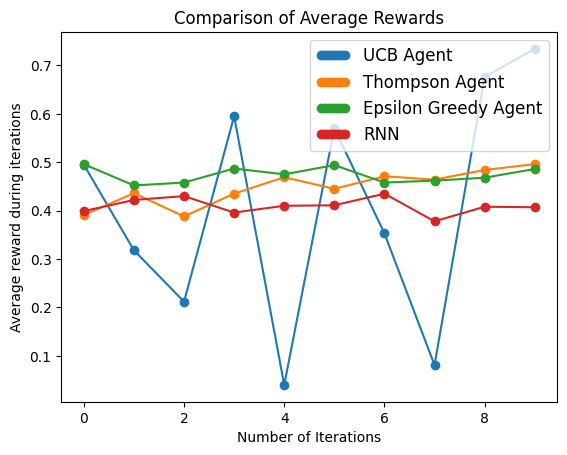 Comparison of Average Rewards
UCB Agent
Thompson Agent
Epsilon Greedy Agent
RNN
Average reward during iterations
0.7
0.6
0.5
0.4
0.3
0.2
0.1
0 2 4 6 8
Number of Iterations